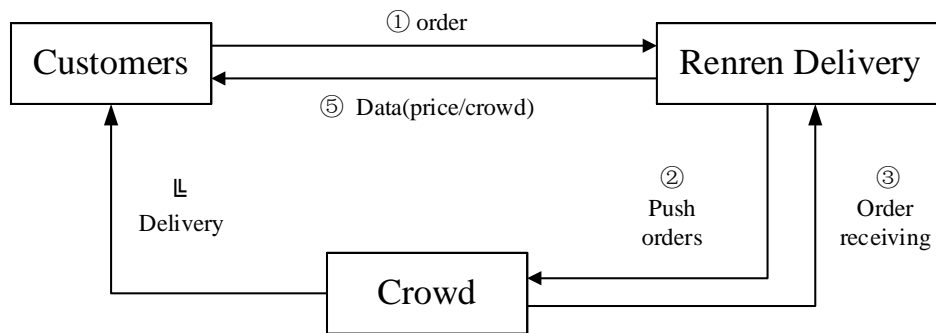 ① order
Customers
Renren Delivery
⑤ Data(price/crowd)
╙
Delivery
②
Push
orders
③
Order
receiving
Crowd